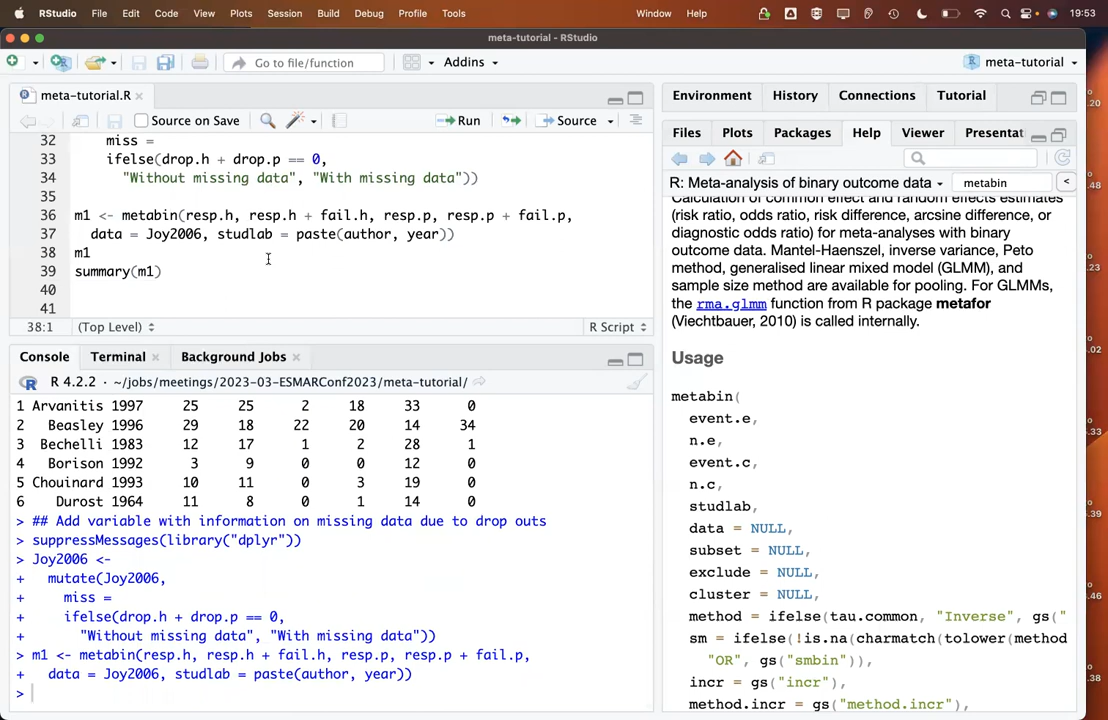 RStudio File Edit Code View Plots Session Build Debug Profile Tools Window Help 19:53
meta-tutorial - RStudio
Go to file/function Addins meta-tutorial
meta-tutorial.R
Source on Save Run Source
32 miss =
33 ifelse(drop.h + drop.p == 0,
34 "Without missing data", "With missing data"))
35
36 m1 <- metabin(resp.h, resp.h + fail.h, resp.p, resp.p + fail.p,
37 data = Joy2006, studlab = paste(author, year))
38 m1
39 summary(m1)
40
41
38:1 (Top Level) R Script
Console Terminal Background Jobs
R 4.2.2 · ~/jobs/meetings/2023-03-ESMARConf2023/meta-tutorial/
1 Arvanitis 1997 25 25 2 18 33 0
2 Beasley 1996 29 18 22 20 14 34
3 Bechelli 1983 12 17 1 2 28 1
4 Borison 1992 3 9 0 0 12 0
5 Chouinard 1993 10 11 0 3 19 0
6 Durost 1964 11 8 0 1 14 0
> ## Add variable with information on missing data due to drop outs
> suppressMessages(library("dplyr"))
> Joy2006 <-
+ mutate(Joy2006,
+ miss =
+ ifelse(drop.h + drop.p == 0,
+ "Without missing data", "With missing data"))
> m1 <- metabin(resp.h, resp.h + fail.h, resp.p, resp.p + fail.p,
+ data = Joy2006, studlab = paste(author, year))
>
Environment History Connections Tutorial
Files Plots Packages Help Viewer Presentat
R: Meta-analysis of binary outcome data metabin
Calculation of common effect and random effects estimates
(risk ratio, odds ratio, risk difference, arcsine difference, or
diagnostic odds ratio) for meta-analyses with binary
outcome data. Mantel-Haenszel, inverse variance, Peto
method, generalised linear mixed model (GLMM), and
sample size method are available for pooling. For GLMMs,
the rma.glmm function from R package metafor
(Viechtbauer, 2010) is called internally.
Usage
metabin(
event.e,
n.e,
event.c,
n.c,
studlab,
data = NULL,
subset = NULL,
exclude = NULL,
cluster = NULL,
method = ifelse(tau.common, "Inverse", gs("
sm = ifelse(!is.na(charmatch(tolower(method
"OR", gs("smbin")),
incr = gs("incr"),
method.incr = gs("method.incr"),